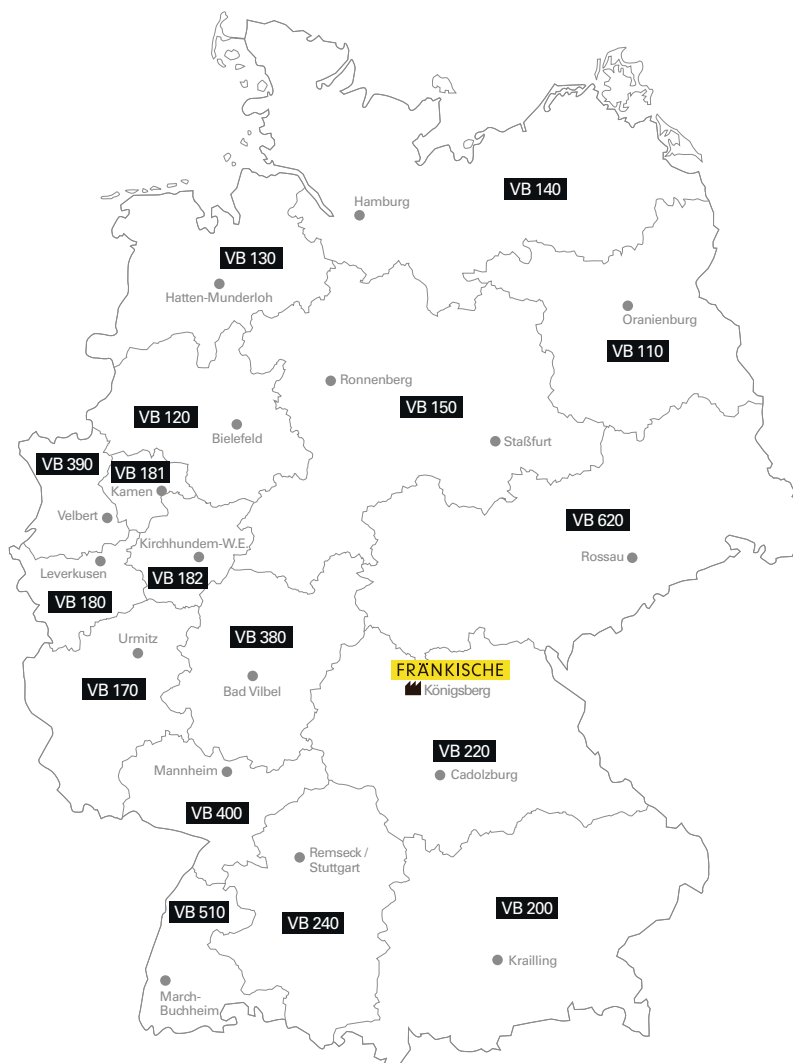 VB 140
Hamburg
VB 130
Hatten-Munderloh
Oranienburg
VB 110
Ronnenberg
VB 150
VB 120
Bielefeld
Staßfurt
VB 390
VB 181
Kamen
Velbert
VB 620
Kirchhundem-W.E.
Rossau
Leverkusen
VB 182
VB 180
Urmitz
VB 380
FRÄNKISCHE
Königsberg
VB 170
Bad Vilbel
VB 220
Mannheim
Cadolzburg
VB 400
Remseck /
Stuttgart
VB 510
VB 200
VB 240
Krailling
March-
Buchheim